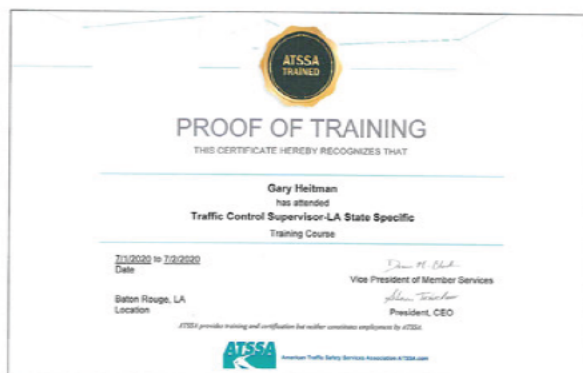 ATSSA
TRAINED
PROOF OF TRAINING
THIS CERTIFICATE HEREBY RECOGNIZES THAT
Gary Heitman
has attended
Traffic Control Supervisor-LA State Specific
Training Course
7/1/2020 to 7/2/2020
Date
Vice President of Member Services
Baton Rouge, LA
Location
President, CEO
ATSSA provides training and certification but neither constitutes employment by ATSSA.
ATSSA American Traffic Safety Services Association ATSSA.com